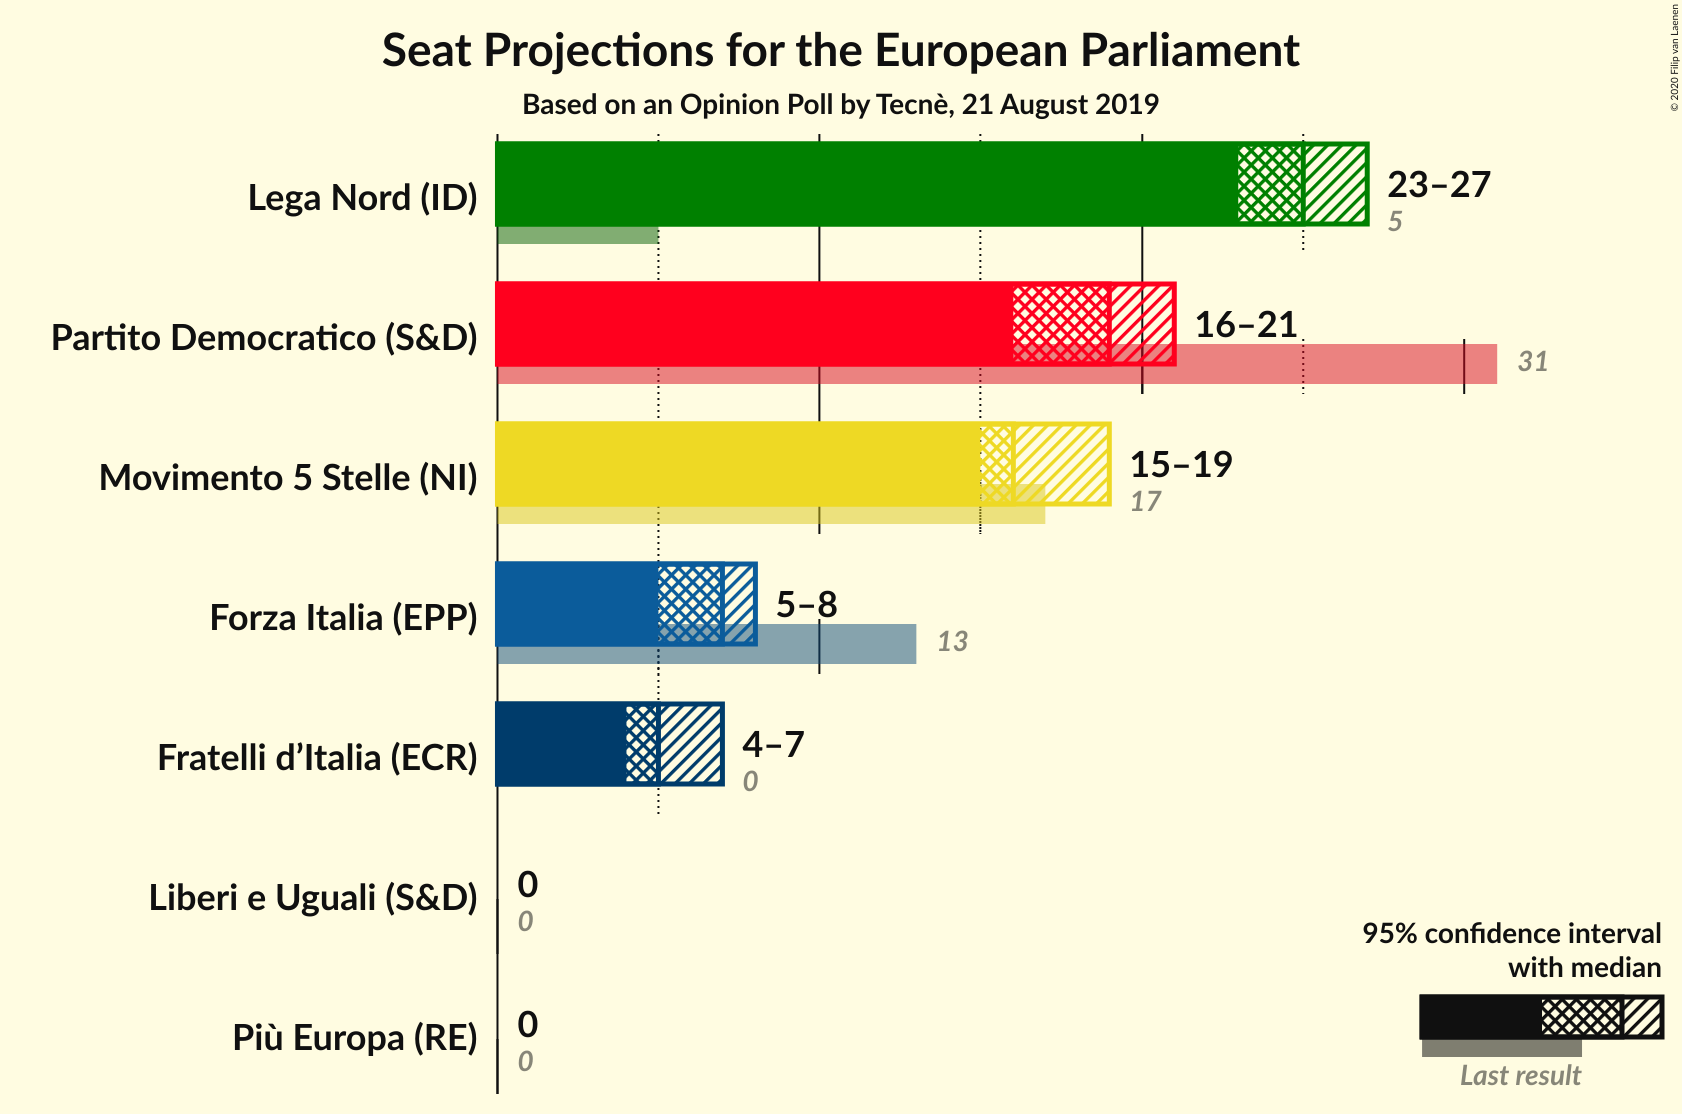 Seat Projections for the European Parliament
Based on an Opinion Poll by Tecnè, 21 August 2019
© 2020 Filip van Laenen
Lega Nord (ID)
23–27
5
Partito Democratico (S&D)
16–21
31
Movimento 5 Stelle (NI)
15–19
17
Forza Italia (EPP)
5–8
13
Fratelli d’Italia (ECR)
4–7
0
Liberi e Uguali (S&D)
0
0
Più Europa (RE)
0
0
95% confidence interval
with median
Last result